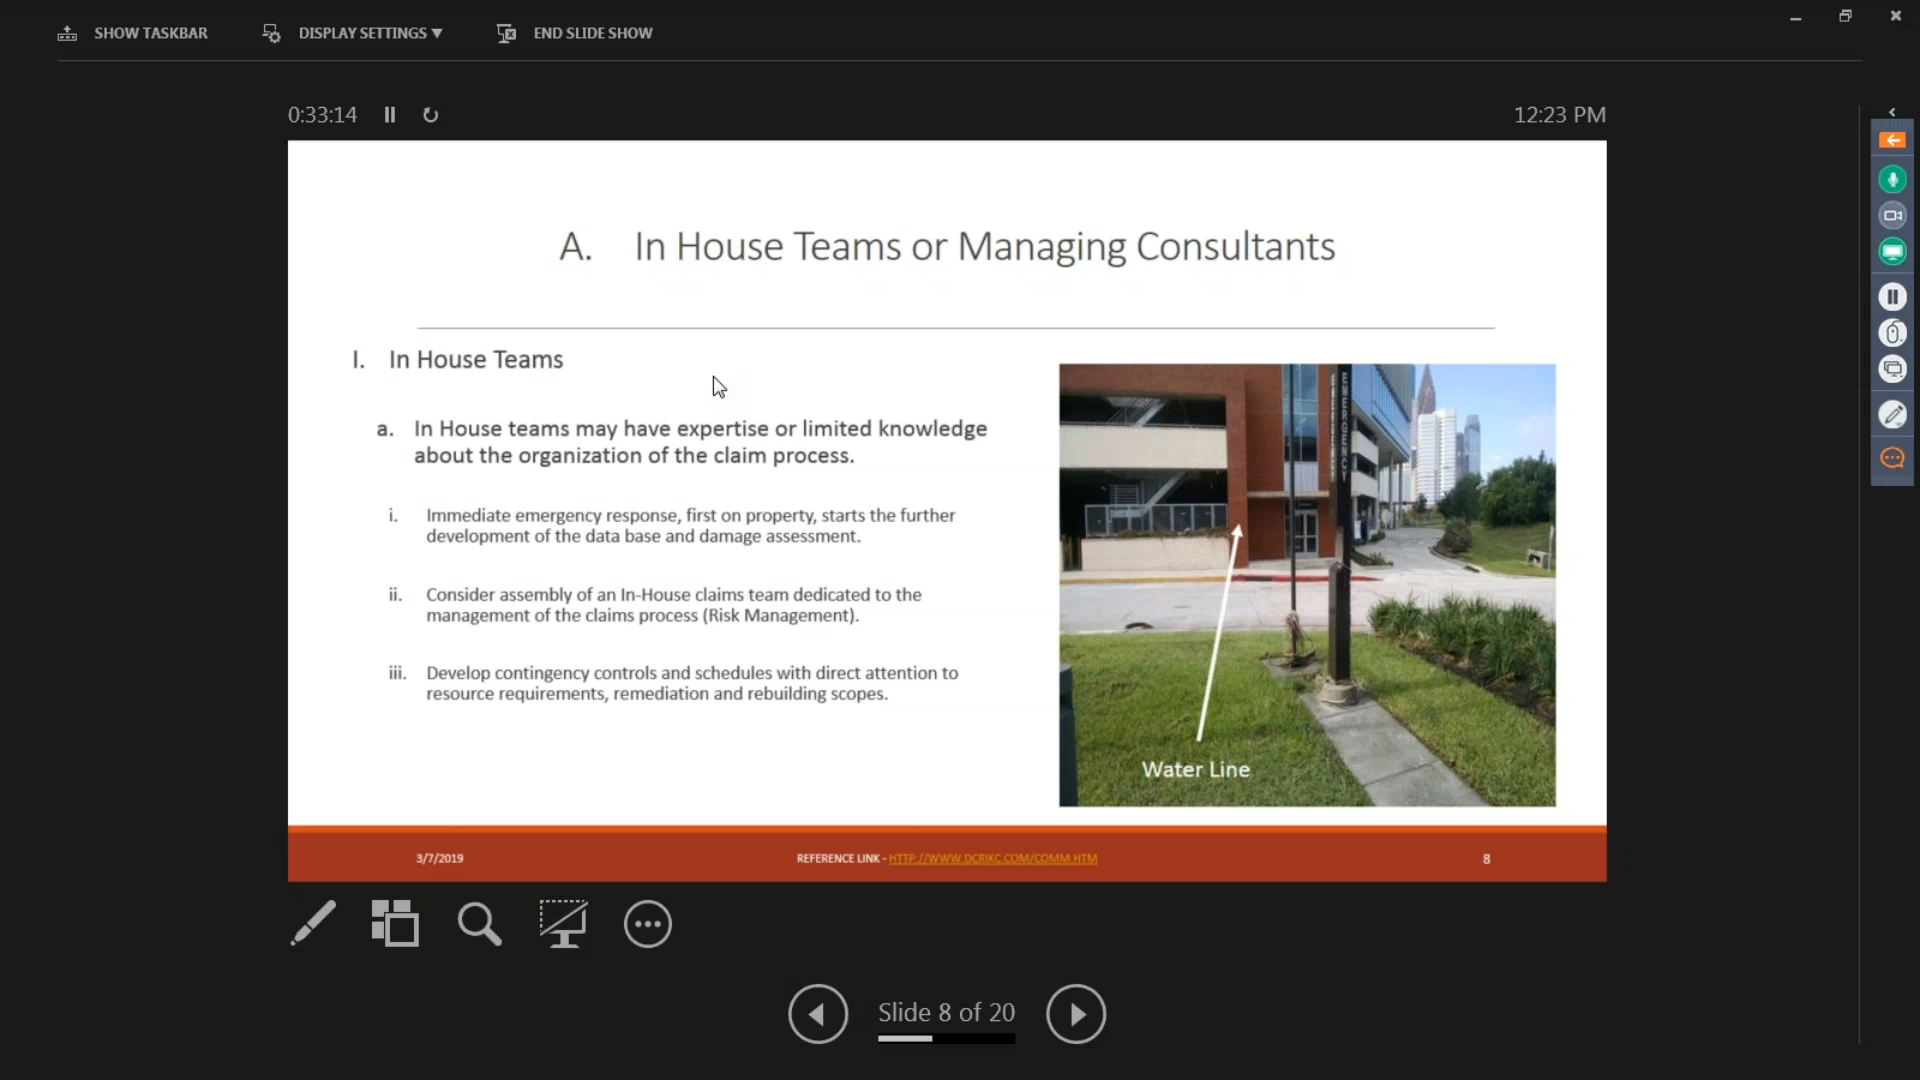 SHOW TASKBAR
DISPLAY SETTINGS ▼
END SLIDE SHOW
0:33:14
12:23 PM
A. In House Teams or Managing Consultants
I. In House Teams
a. In House teams may have expertise or limited knowledge
about the organization of the claim process.
i. Immediate emergency response, first on property, starts the further
development of the data base and damage assessment.
ii. Consider assembly of an In-House claims team dedicated to the
management of the claims process (Risk Management).
iii. Develop contingency controls and schedules with direct attention to
resource requirements, remediation and rebuilding scopes.
EMERGENCY
Water Line
3/7/2019
REFERENCE LINK - HTTP://WWW.DCRIKC.COM/COMM.HTM
8
Slide 8 of 20